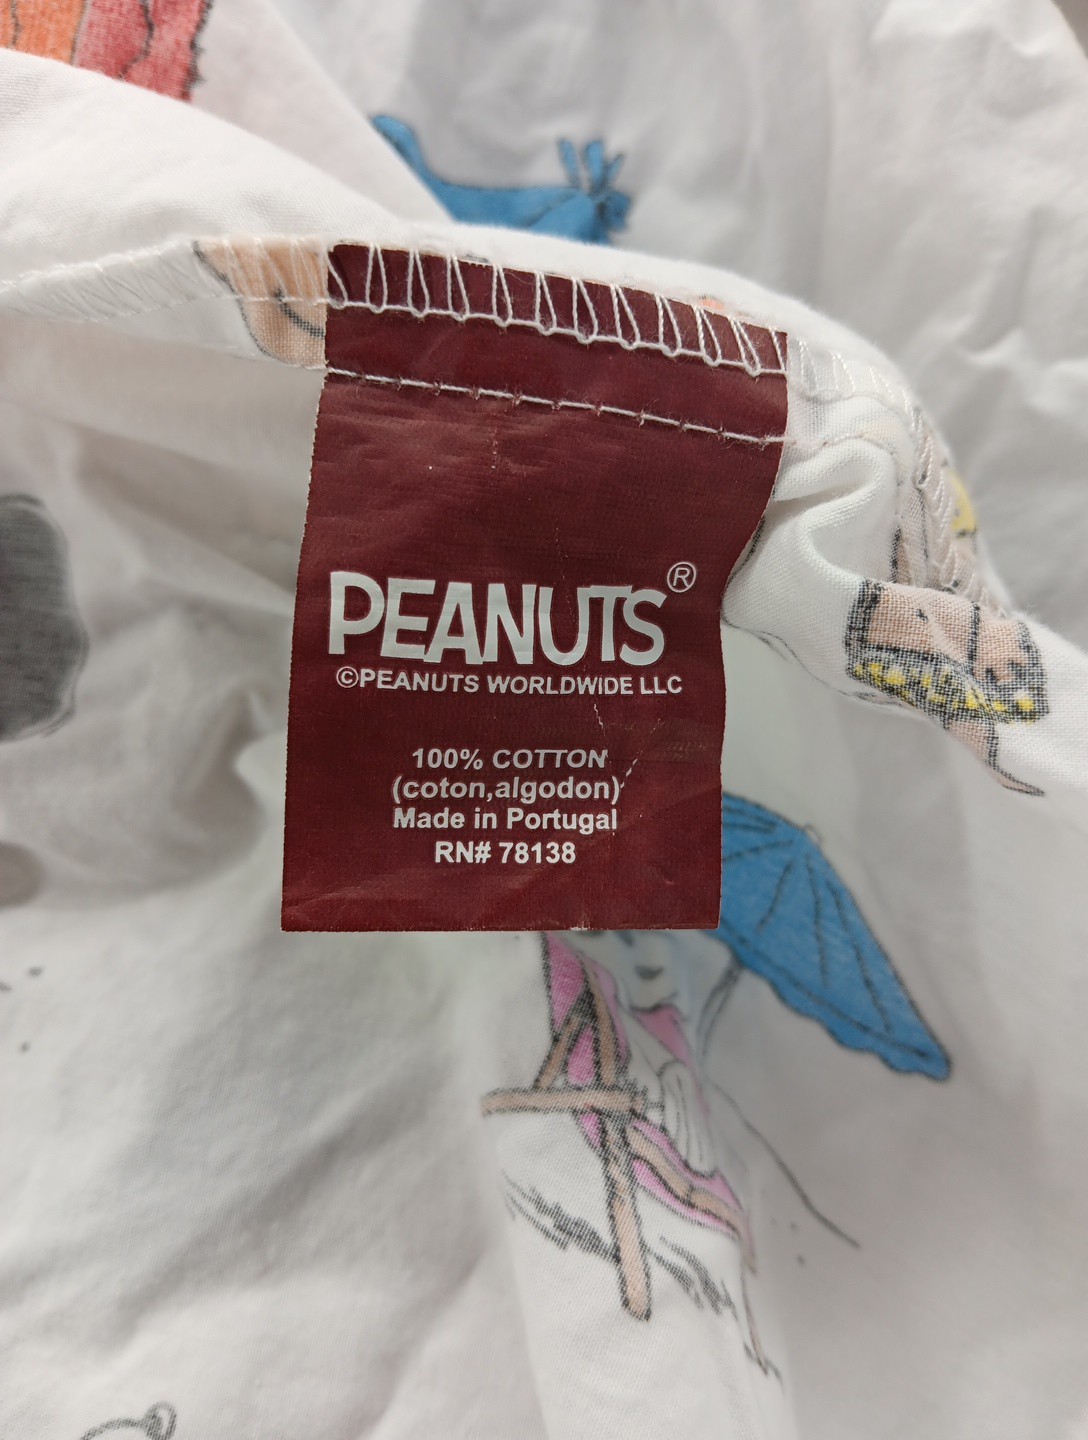 PEANUTS®
©PEANUTS WORLDWIDE LLC
100% COTTON
(coton,algodon)
Made in Portugal
RN# 78138